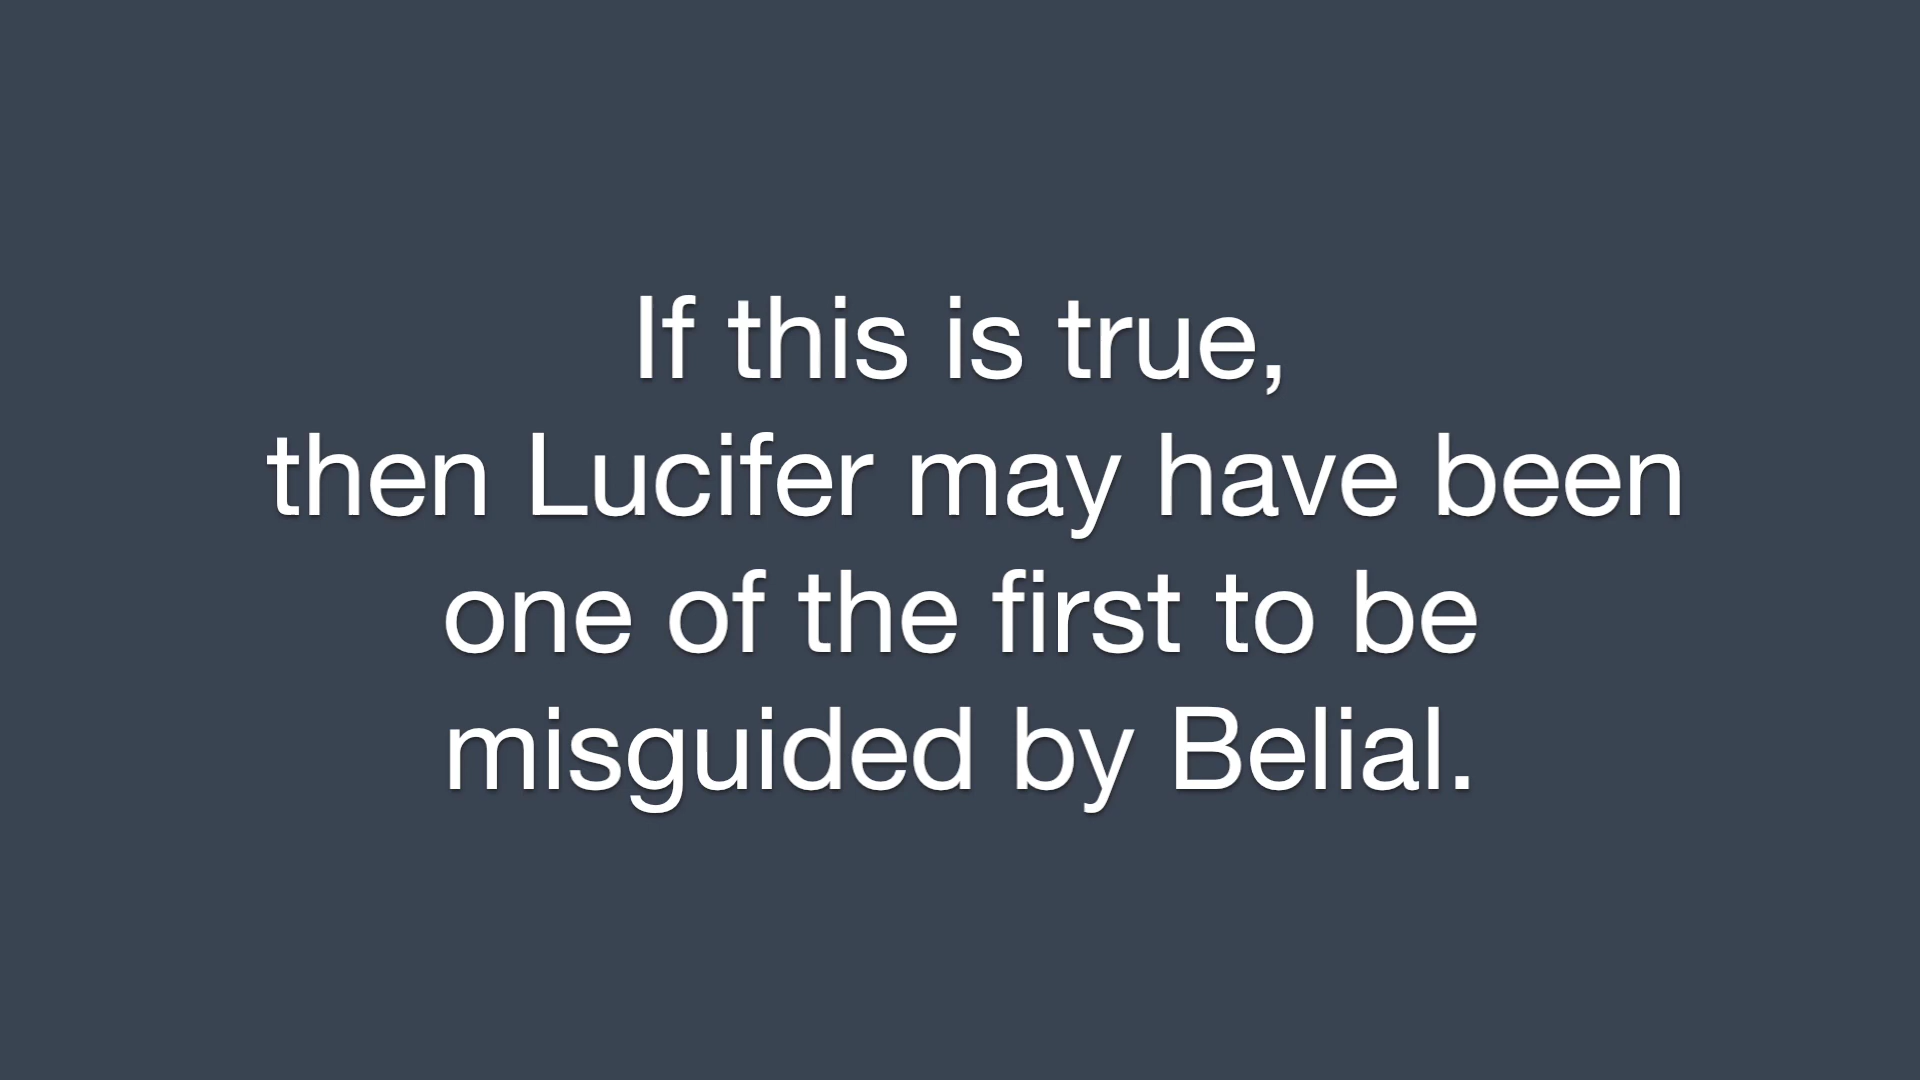 If this is true,
then Lucifer may have been
one of the first to be
misguided by Belial.